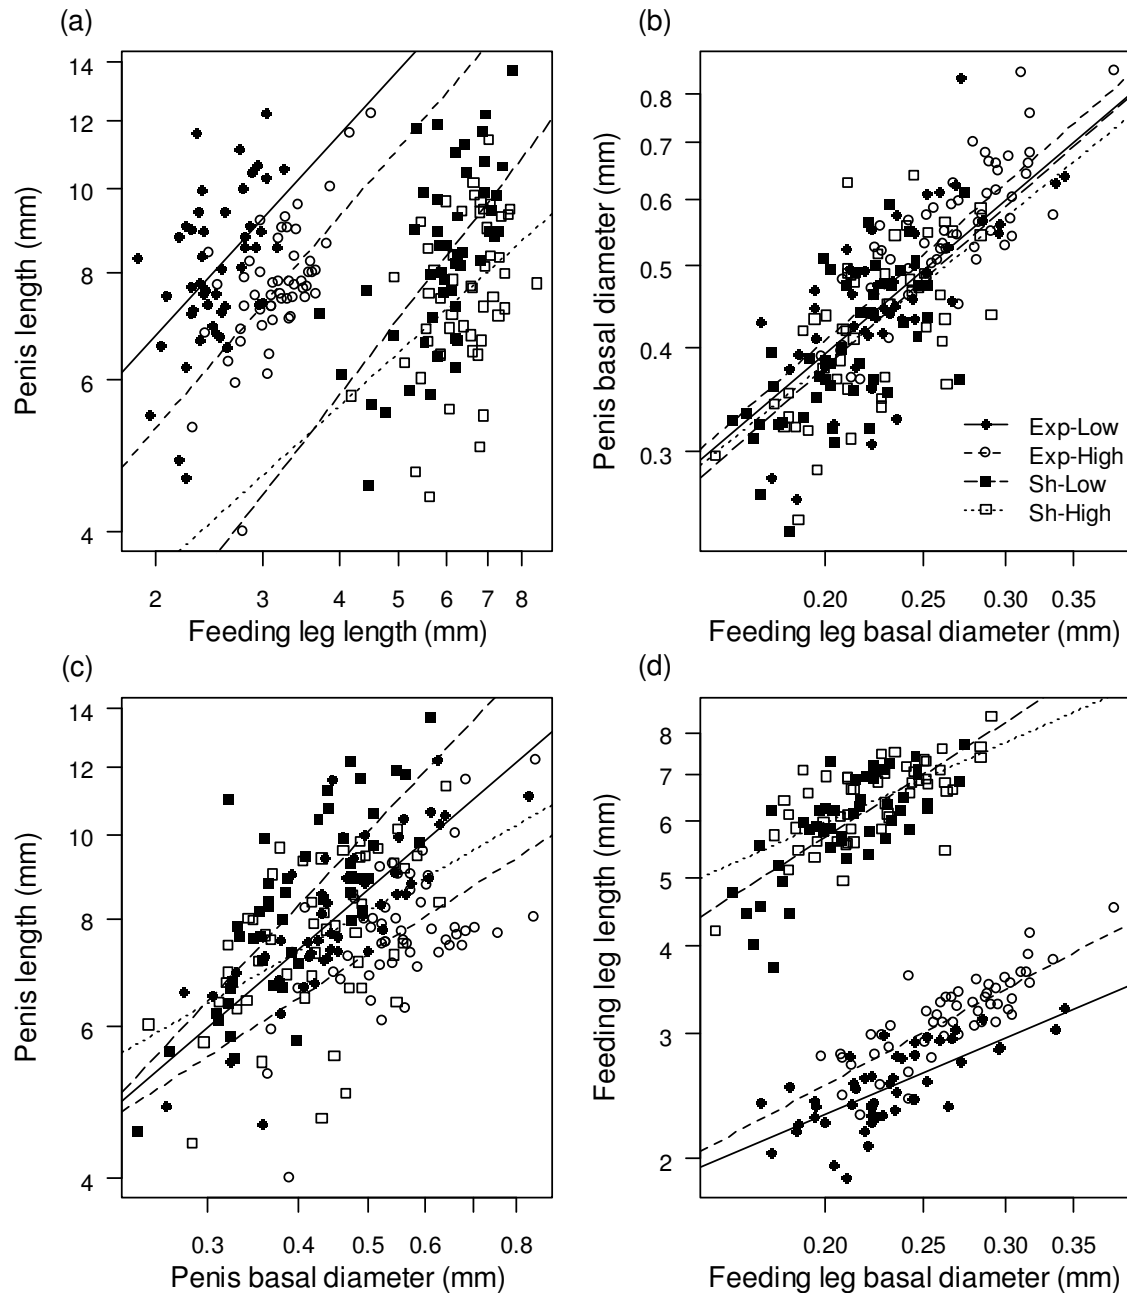 (a)
14
12
10
8
6
4
Penis length (mm)
2 3 4 5 6 7 8
Feeding leg length (mm)
(b)
0.8
0.7
0.6
0.5
0.4
0.3
Penis basal diameter (mm)
Exp-Low
Exp-High
Sh-Low
Sh-High
0.20 0.25 0.30 0.35
Feeding leg basal diameter (mm)
(c)
14
12
10
8
6
4
Penis length (mm)
0.3 0.4 0.5 0.6 0.8
Penis basal diameter (mm)
(d)
8
7
6
5
4
3
2
Feeding leg length (mm)
0.20 0.25 0.30 0.35
Feeding leg basal diameter (mm)